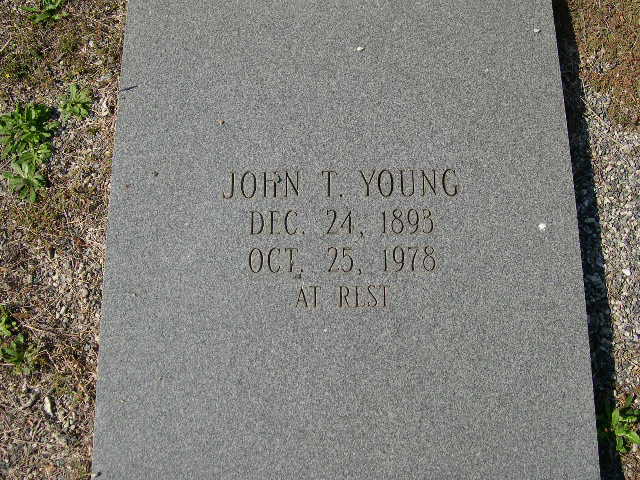 JOHN T. YOUNG
DEC. 24, 1893
OCT. 25, 1978
AT REST